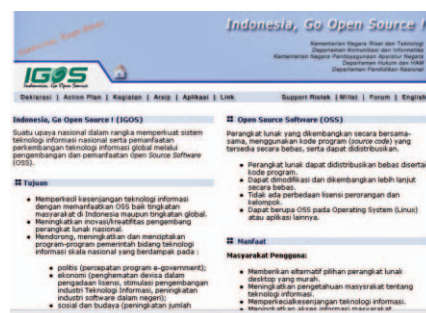 Indonesia, Go Open Source !
Kementerian Negara Riset dan Teknologi
Departemen Komunikasi dan Informatika
Kementerian Negara Pendayagunaan Aparatur Negara
Departemen Hukum dan HAM
Departemen Pendidikan Nasional
IGOS
Indonesia, Go Open Source
Deklarasi | Action Plan | Kegiatan | Arsip | Aplikasi | Link
Support Ristek | Milist | Forum | English
Indonesia, Go Open Source ! (IGOS)
Suatu upaya nasional dalam rangka memperkuat sistem
teknologi informasi nasional serta pemanfaatan
perkembangan teknologi informasi global melalui
pengembangan dan pemanfaatan Open Source Software
(OSS).
Tujuan
Memperkecil kesenjangan teknologi informasi
dengan memanfaatkan OSS baik tingkatan
masyarakat di Indonesia maupun tingkatan global.
Meningkatkan inovasi/kreatifitas pengembang
perangkat lunak nasional.
Mendorong, meningkatkan dan menciptakan
program-program pemerintah bidang teknologi
informasi skala nasional yang berdampak pada :
politis (percepatan program e-government);
ekonomi (penghematan devisa dalam
pengadaan lisensi, stimulasi pengembangan
industri Teknologi Informasi, peningkatan
industri software dalam negeri);
sosial dan budaya (peningkatan jumlah
Open Source Software (OSS)
Perangkat lunak yang dikembangkan secara bersama-
sama, menggunakan kode program (source code) yang
tersedia secara bebas, serta dapat didistribusikan.
Perangkat lunak dapat didistribusikan bebas disertai
kode program.
Dapat dimodifikasi dan dikembangkan lebih lanjut
secara bebas.
Tidak ada perbedaan lisensi perorangan dan
kelompok.
Dapat berupa OSS pada Operating System (Linux)
atau aplikasi lainnya.
Manfaat
Masyarakat Pengguna:
Memberikan alternatif pilihan perangkat lunak
desktop yang murah.
Meningkatkan pengetahuan masyarakat tentang
teknologi informasi.
Memperkecil kesenjangan teknologi informasi.
Meningkatkan akses informasi masyarakat